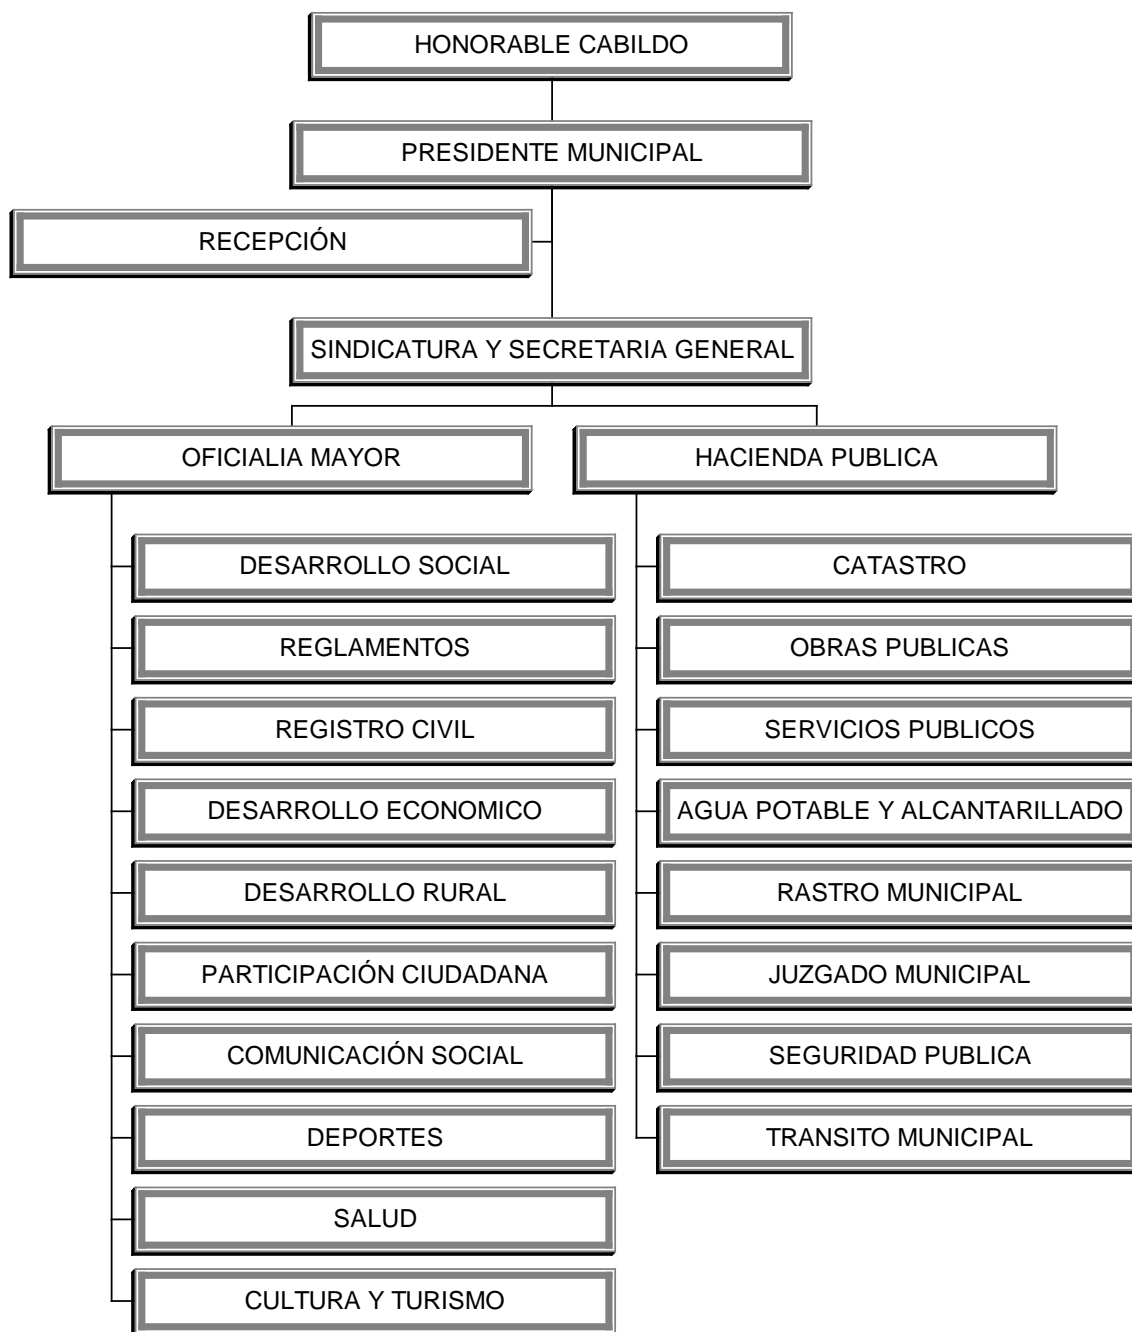 HONORABLE CABILDO
PRESIDENTE MUNICIPAL
RECEPCIÓN
SINDICATURA Y SECRETARIA GENERAL
OFICIALIA MAYOR
HACIENDA PUBLICA
DESARROLLO SOCIAL
REGLAMENTOS
REGISTRO CIVIL
DESARROLLO ECONOMICO
DESARROLLO RURAL
PARTICIPACIÓN CIUDADANA
COMUNICACIÓN SOCIAL
DEPORTES
SALUD
CULTURA Y TURISMO
CATASTRO
OBRAS PUBLICAS
SERVICIOS PUBLICOS
AGUA POTABLE Y ALCANTARILLADO
RASTRO MUNICIPAL
JUZGADO MUNICIPAL
SEGURIDAD PUBLICA
TRANSITO MUNICIPAL